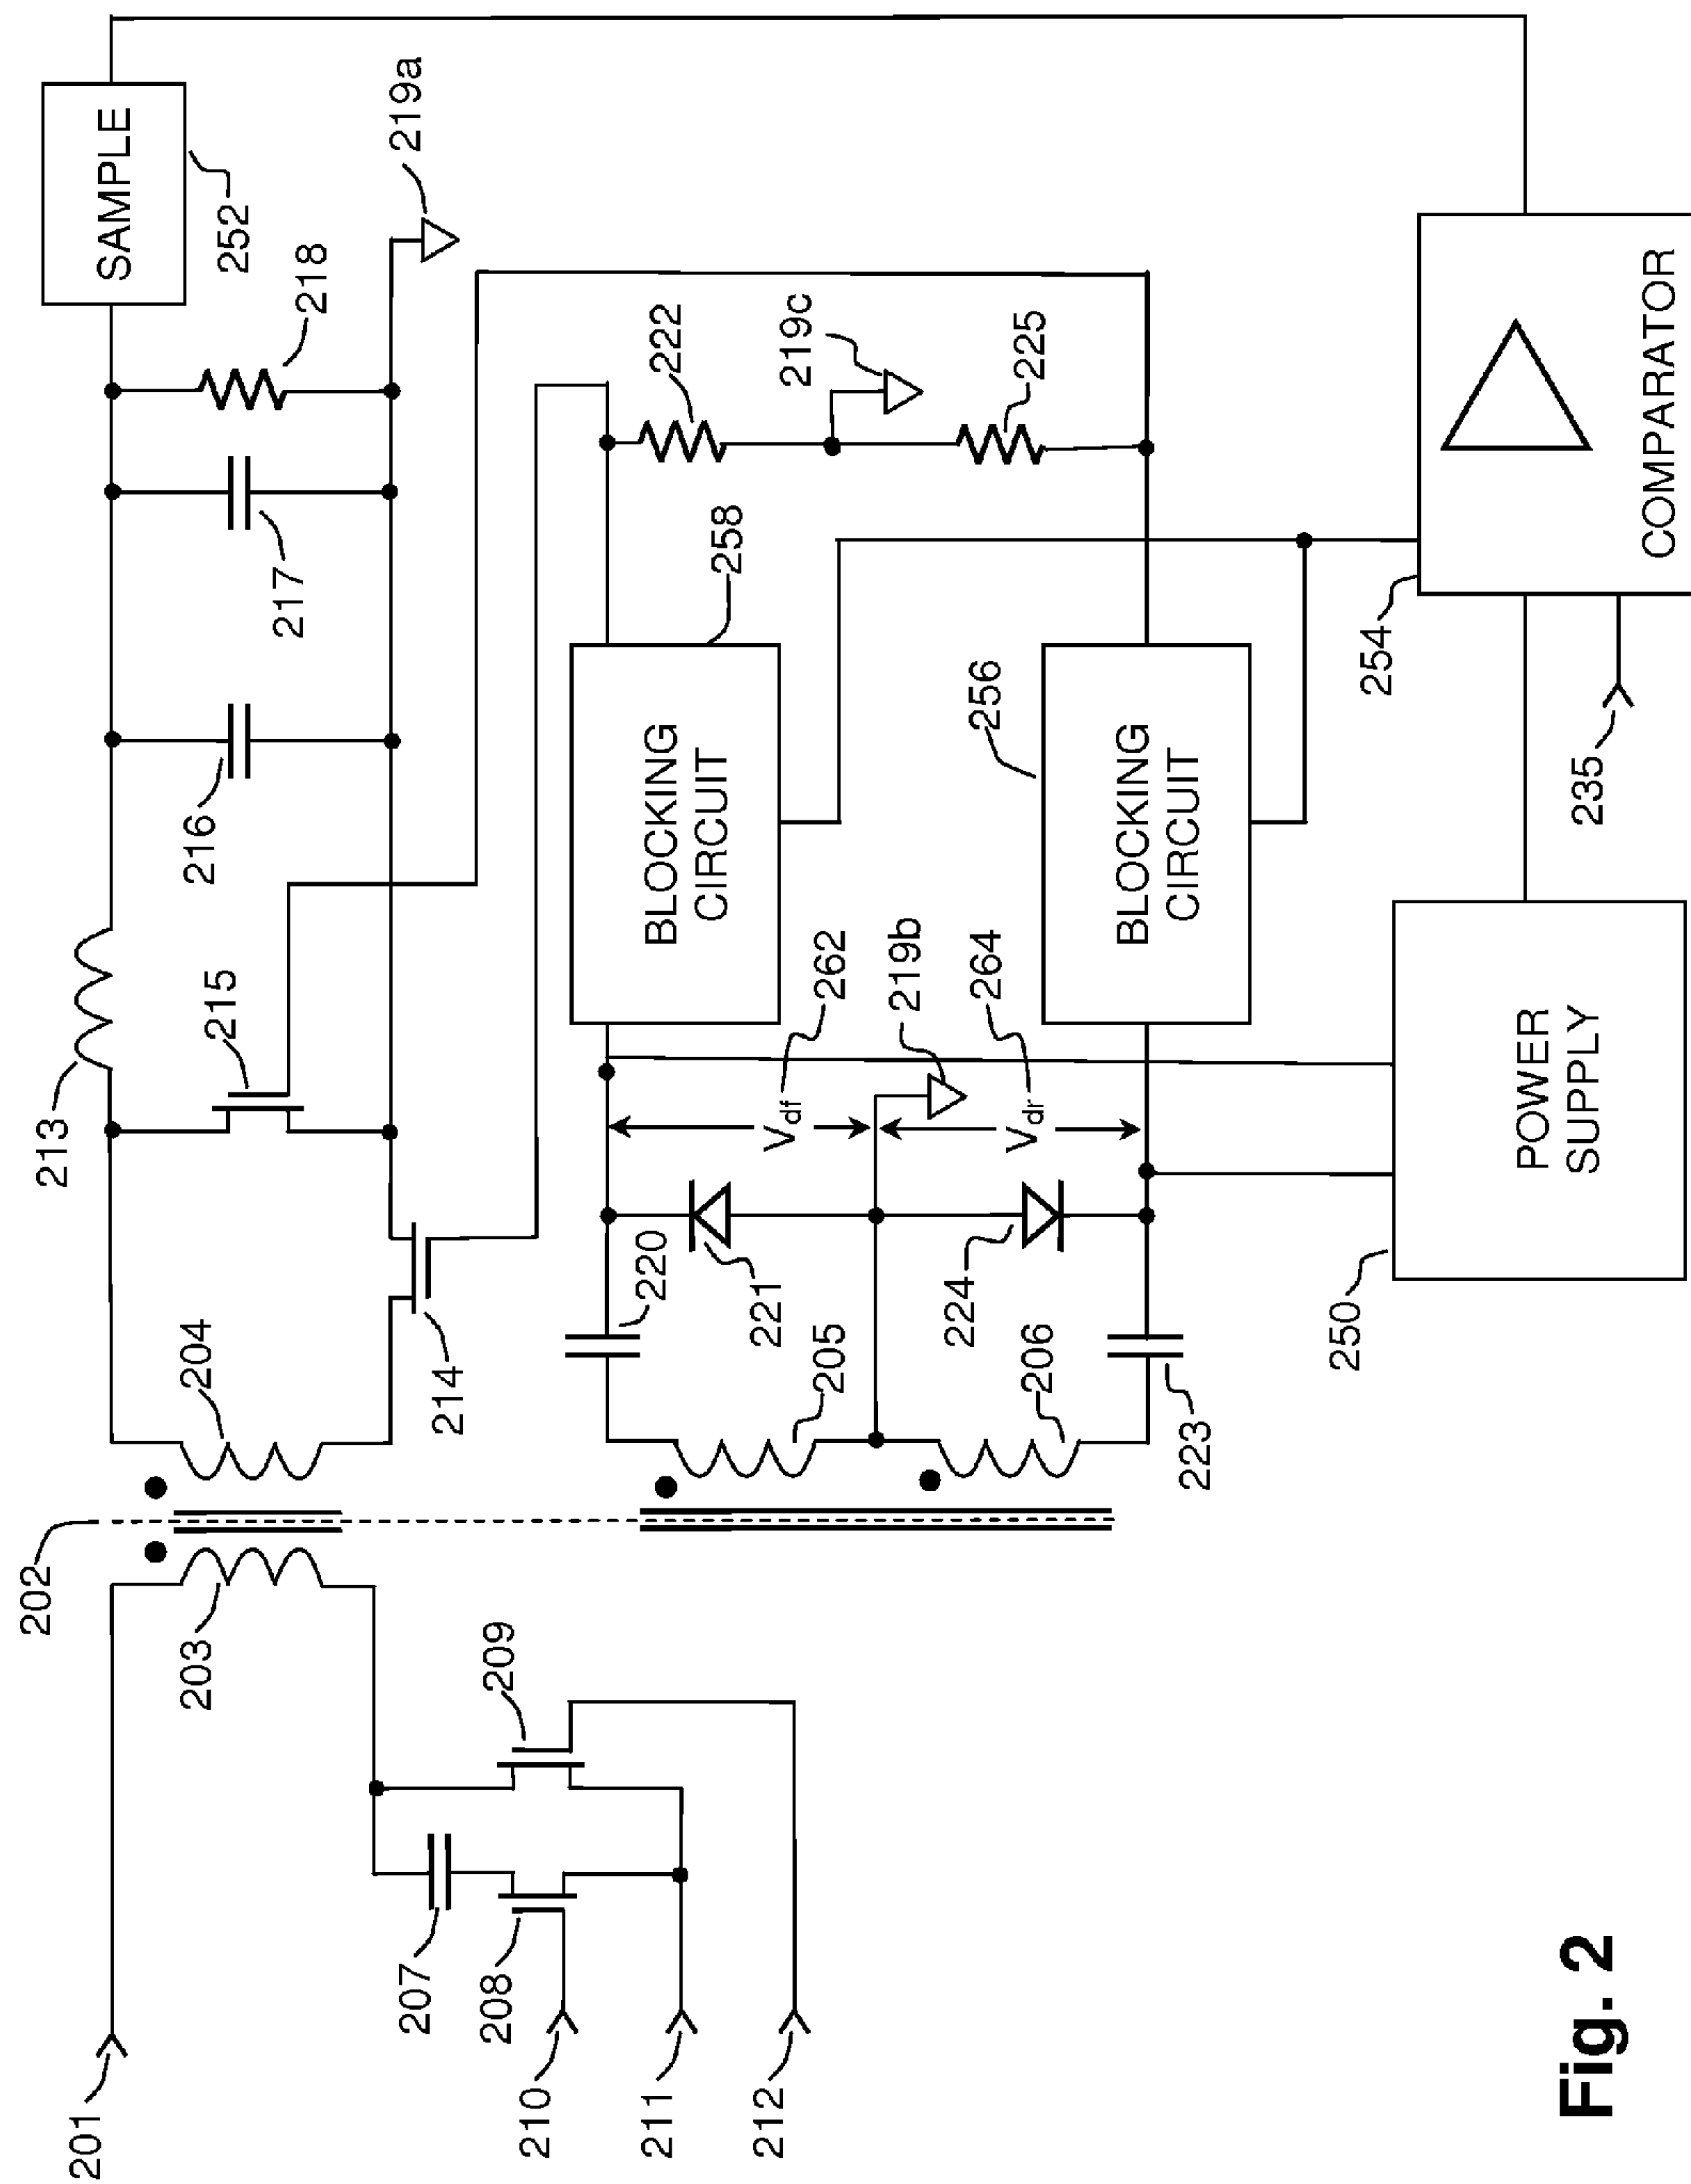 201
202
203
204
213
215
216
217
218
SAMPLE
252
219a
214
207
208
209
210
211
212
205
206
220
221
223
224
Vdf
262
219b
Vdr
264
BLOCKING
CIRCUIT
258
BLOCKING
CIRCUIT
256
222
219c
225
POWER
SUPPLY
250
235
254
COMPARATOR
Fig. 2